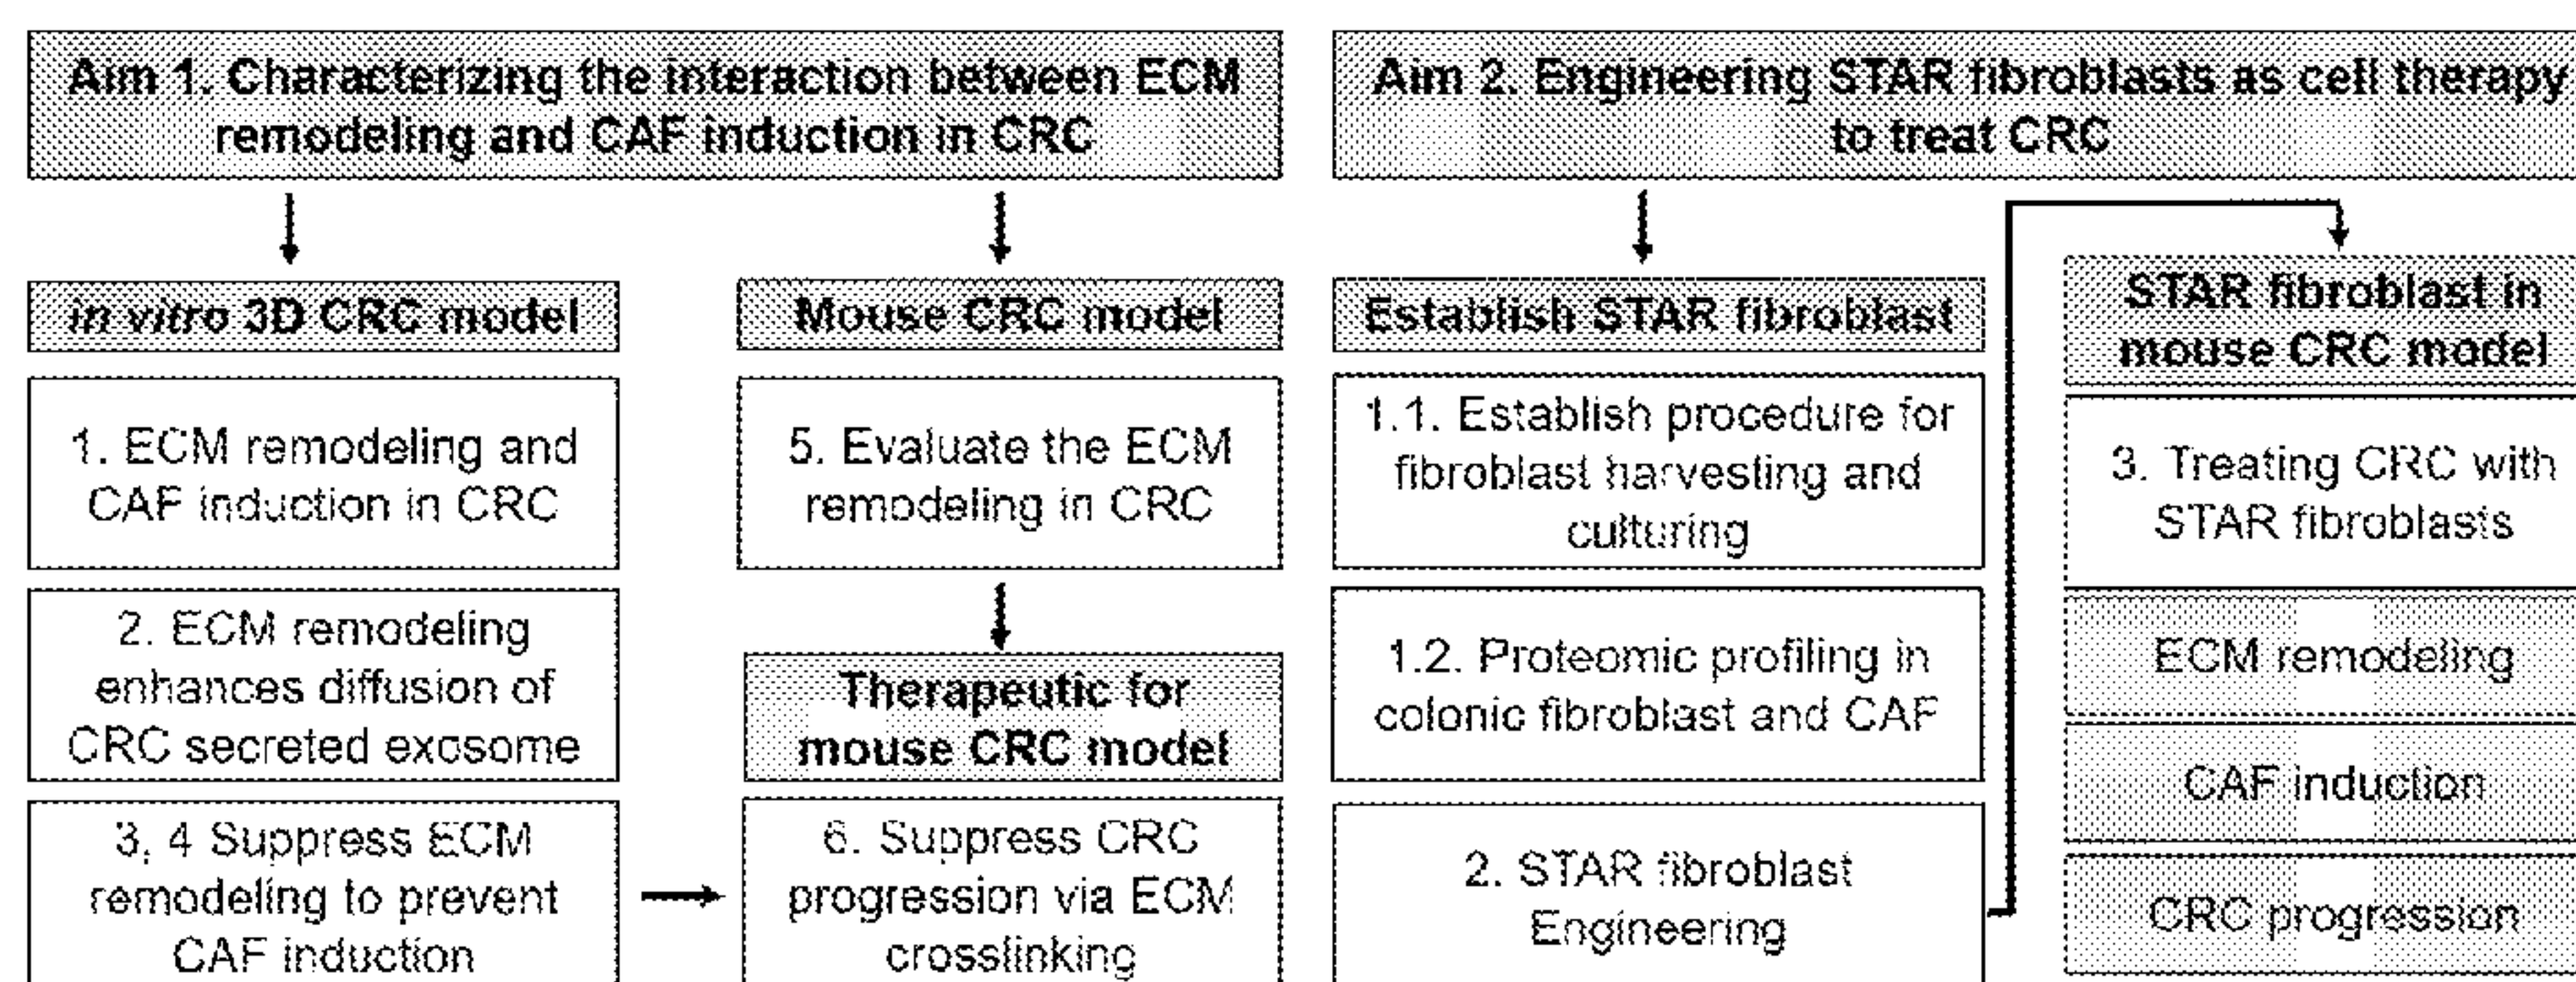 Aim 1. Characterizing the interaction between ECM
remodeling and CAF induction in CRC
in vitro 3D CRC model
1. ECM remodeling and
CAF induction in CRC
2. ECM remodeling
enhances diffusion of
CRC secreted exosome
3, 4 Suppress ECM
remodeling to prevent
CAF induction
Mouse CRC model
5. Evaluate the ECM
remodeling in CRC
Therapeutic for
mouse CRC model
6. Suppress CRC
progression via ECM
crosslinking
Aim 2. Engineering STAR fibroblasts as cell therapy
to treat CRC
Establish STAR fibroblast
1.1. Establish procedure for
fibroblast harvesting and
culturing
1.2. Proteomic profiling in
colonic fibroblast and CAF
2. STAR fibroblast
Engineering
STAR fibroblast in
mouse CRC model
3. Treating CRC with
STAR fibroblasts
ECM remodeling
CAF induction
CRC progression